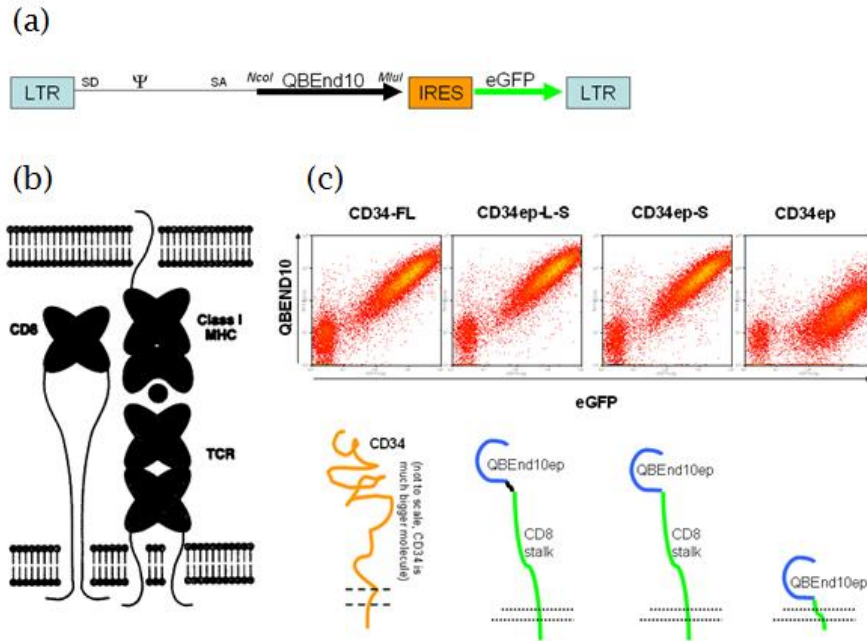 (a)
LTR SD Ψ SA NcoI QBEnd10 MluI IRES eGFP LTR
(b)
CD8
Class I
MHC
TCR
(c)
CD34-FL CD34ep-L-S CD34ep-S CD34ep
QBEND10
eGFP
CD34
(not to scale, CD34 is
much bigger molecule)
QBEnd10ep
CD8
stalk
QBEnd10ep
CD8
stalk
QBEnd10ep